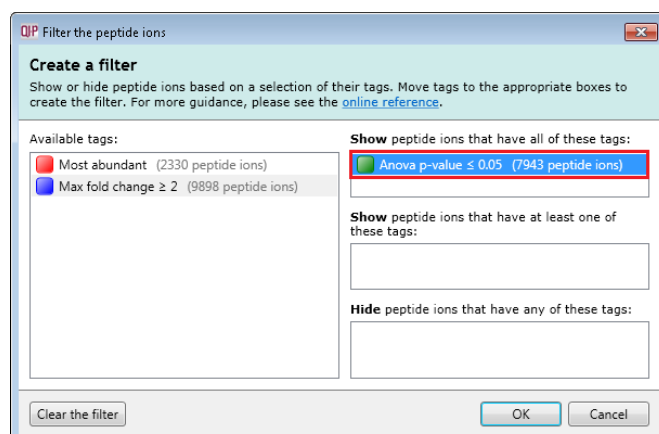 QIP Filter the peptide ions
Create a filter
Show or hide peptide ions based on a selection of their tags. Move tags to the appropriate boxes to
create the filter. For more guidance, please see the online reference.
Available tags:
Most abundant (2330 peptide ions)
Max fold change ≥ 2 (9898 peptide ions)
Show peptide ions that have all of these tags:
Anova p-value ≤ 0.05 (7943 peptide ions)
Show peptide ions that have at least one of
these tags:
Hide peptide ions that have any of these tags:
Clear the filter
OK
Cancel